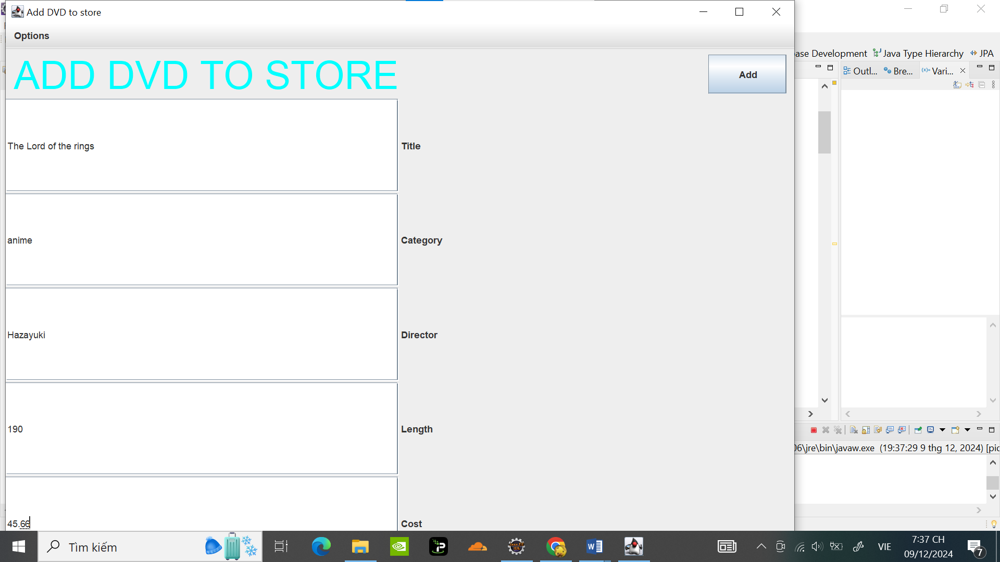 Add DVD to store
Options
ase Development Java Type Hierarchy JPA
ADD DVD TO STORE
Add
Outl... Bre... (x)= Vari...
The Lord of the rings Title
anime Category
Hazayuki Director
190 Length
06\jre\bin\javaw.exe (19:37:29 9 thg 12, 2024) [pic
45.66 Cost
Tìm kiếm
VIE
7:37 CH
09/12/2024
7